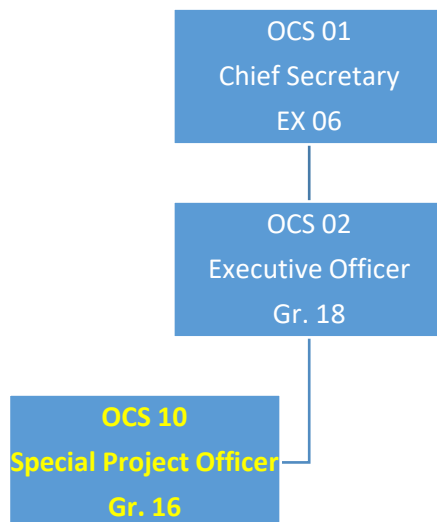 OCS 01
Chief Secretary
EX 06
OCS 02
Executive Officer
Gr. 18
OCS 10
Special Project Officer
Gr. 16